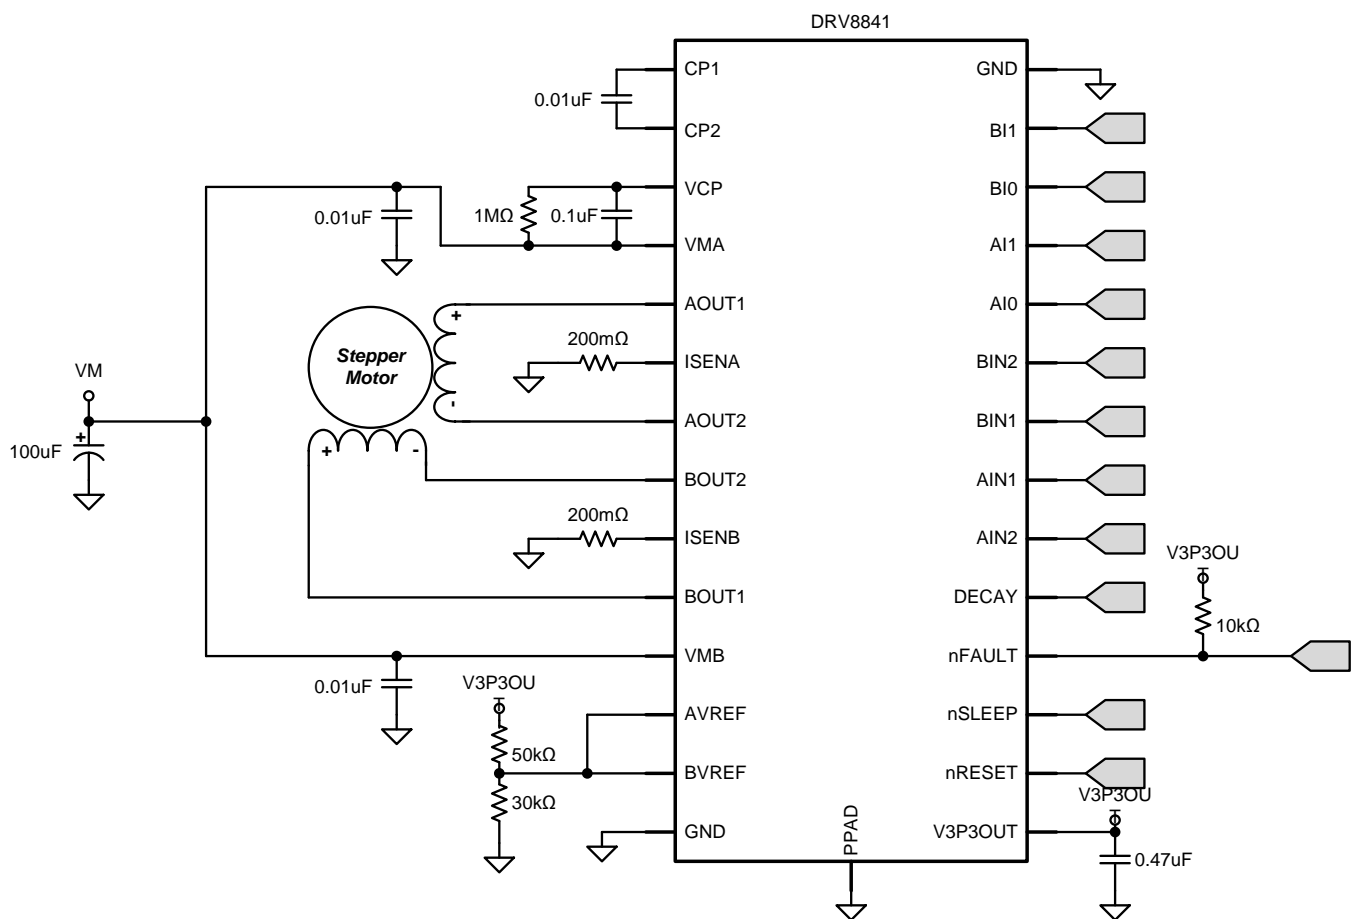 DRV8841
CP1
GND
0.01uF
CP2
BI1
VCP
BI0
0.01uF
1MΩ
0.1uF
VMA
AI1
AOUT1
AI0
+
Stepper
Motor
200mΩ
ISENA
BIN2
VM
-
AOUT2
BIN1
+
100uF
+
-
BOUT2
AIN1
200mΩ
ISENB
AIN2
V3P3OU
BOUT1
DECAY
10kΩ
VMB
nFAULT
0.01uF
V3P3OU
AVREF
nSLEEP
50kΩ
BVREF
nRESET
30kΩ
V3P3OU
GND
PPAD
V3P3OUT
0.47uF